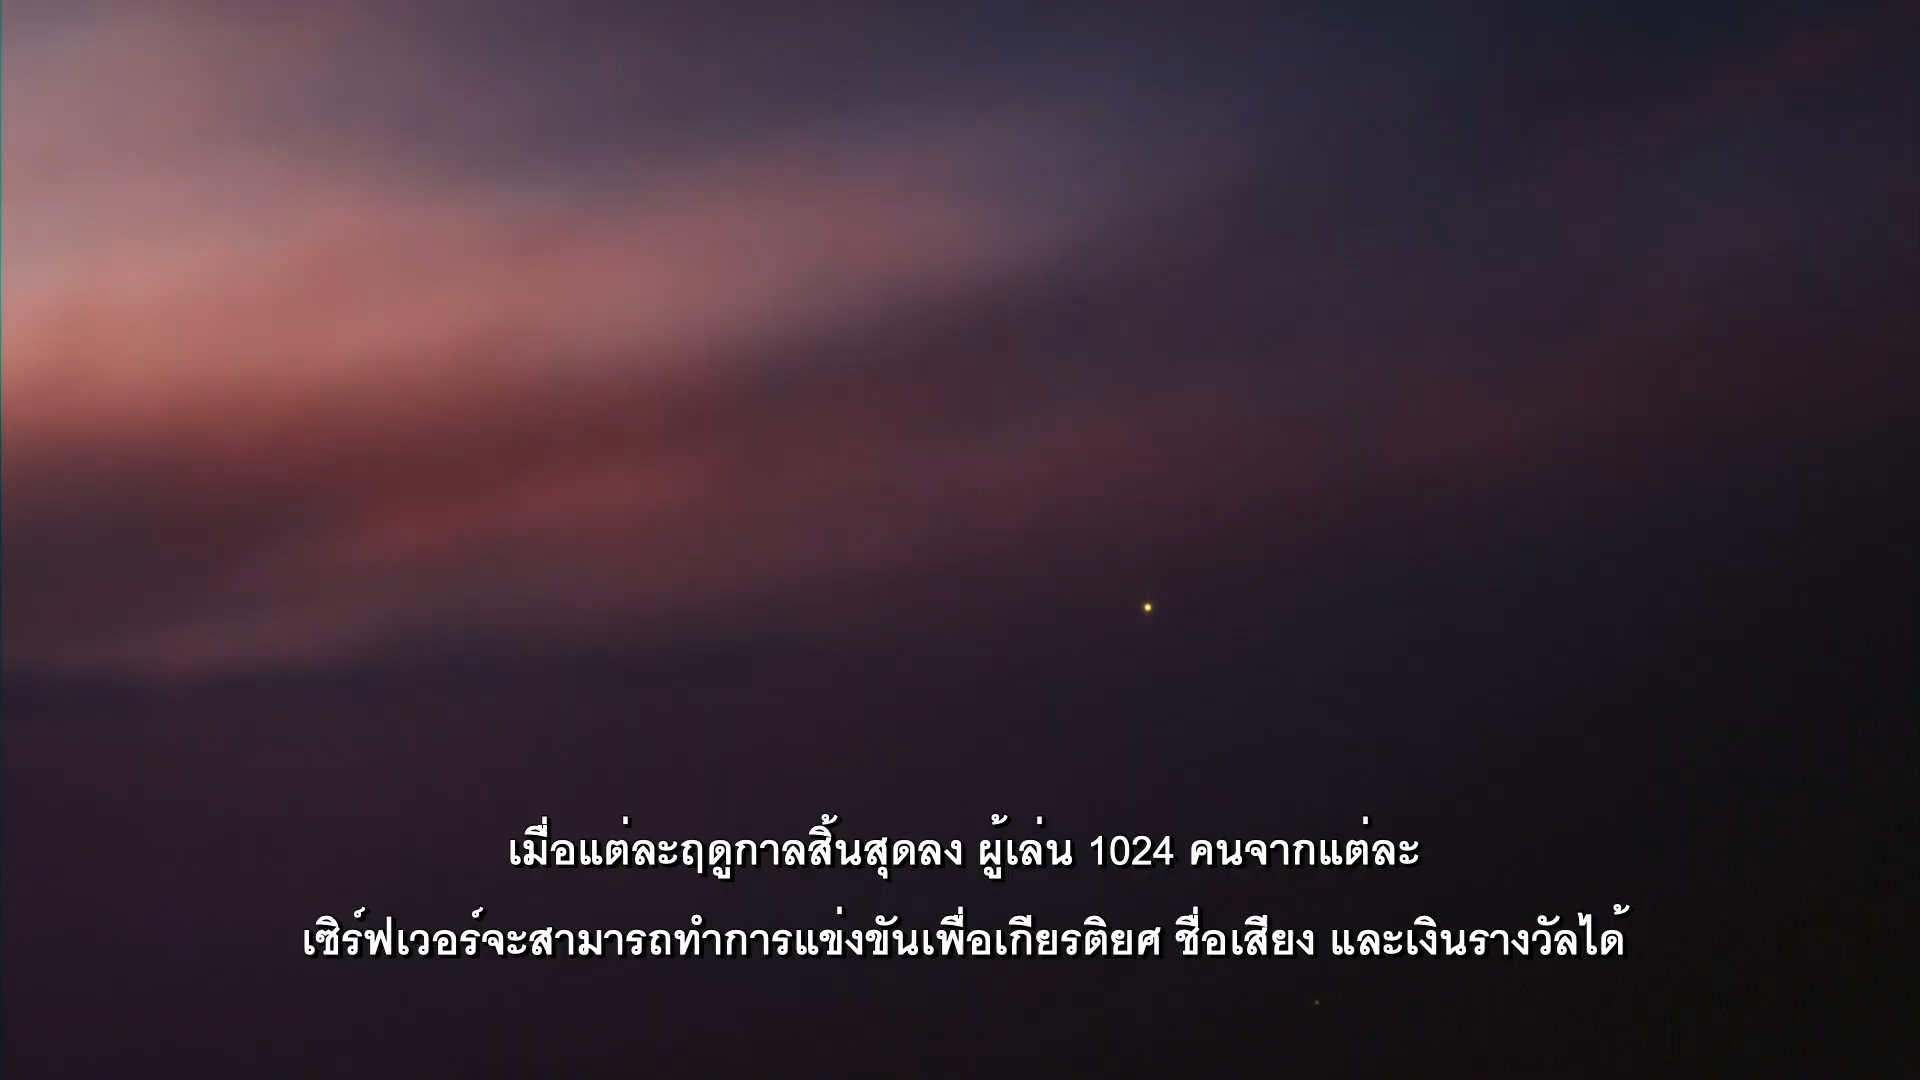 เมื่อแต่ละฤดูกาลสิ้นสุดลง ผู้เล่น 1024 คนจากแต่ละ
เซิร์ฟเวอร์จะสามารถทำการแข่งขันเพื่อเกียรติยศ ชื่อเสียง และเงินรางวัลได้